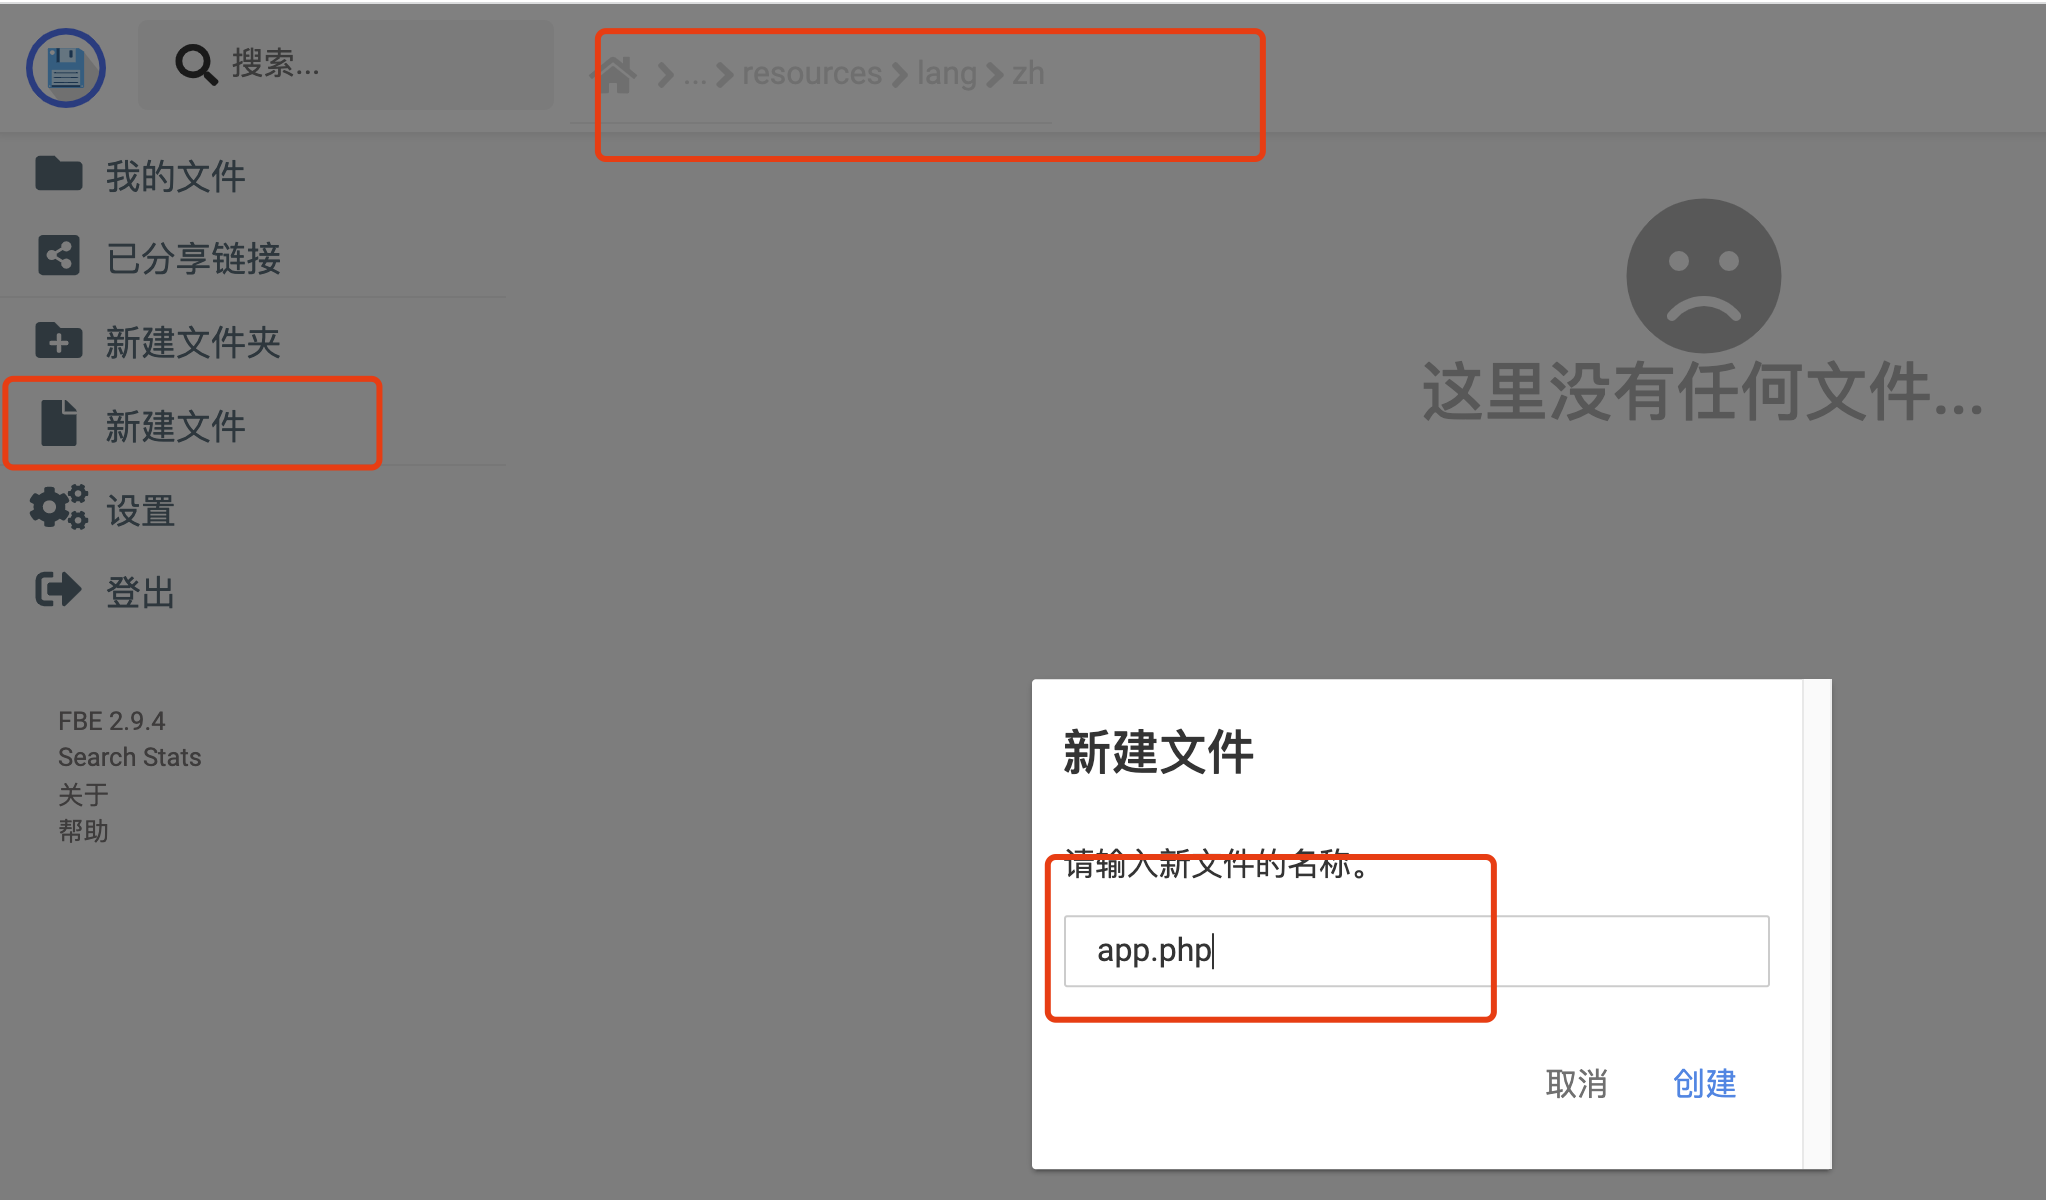 搜索...
... resources lang zh
我的文件
已分享链接
新建文件夹
新建文件
设置
登出
FBE 2.9.4
Search Stats
关于
帮助
这里没有任何文件...
新建文件
请输入新文件的名称。
app.php
取消 创建